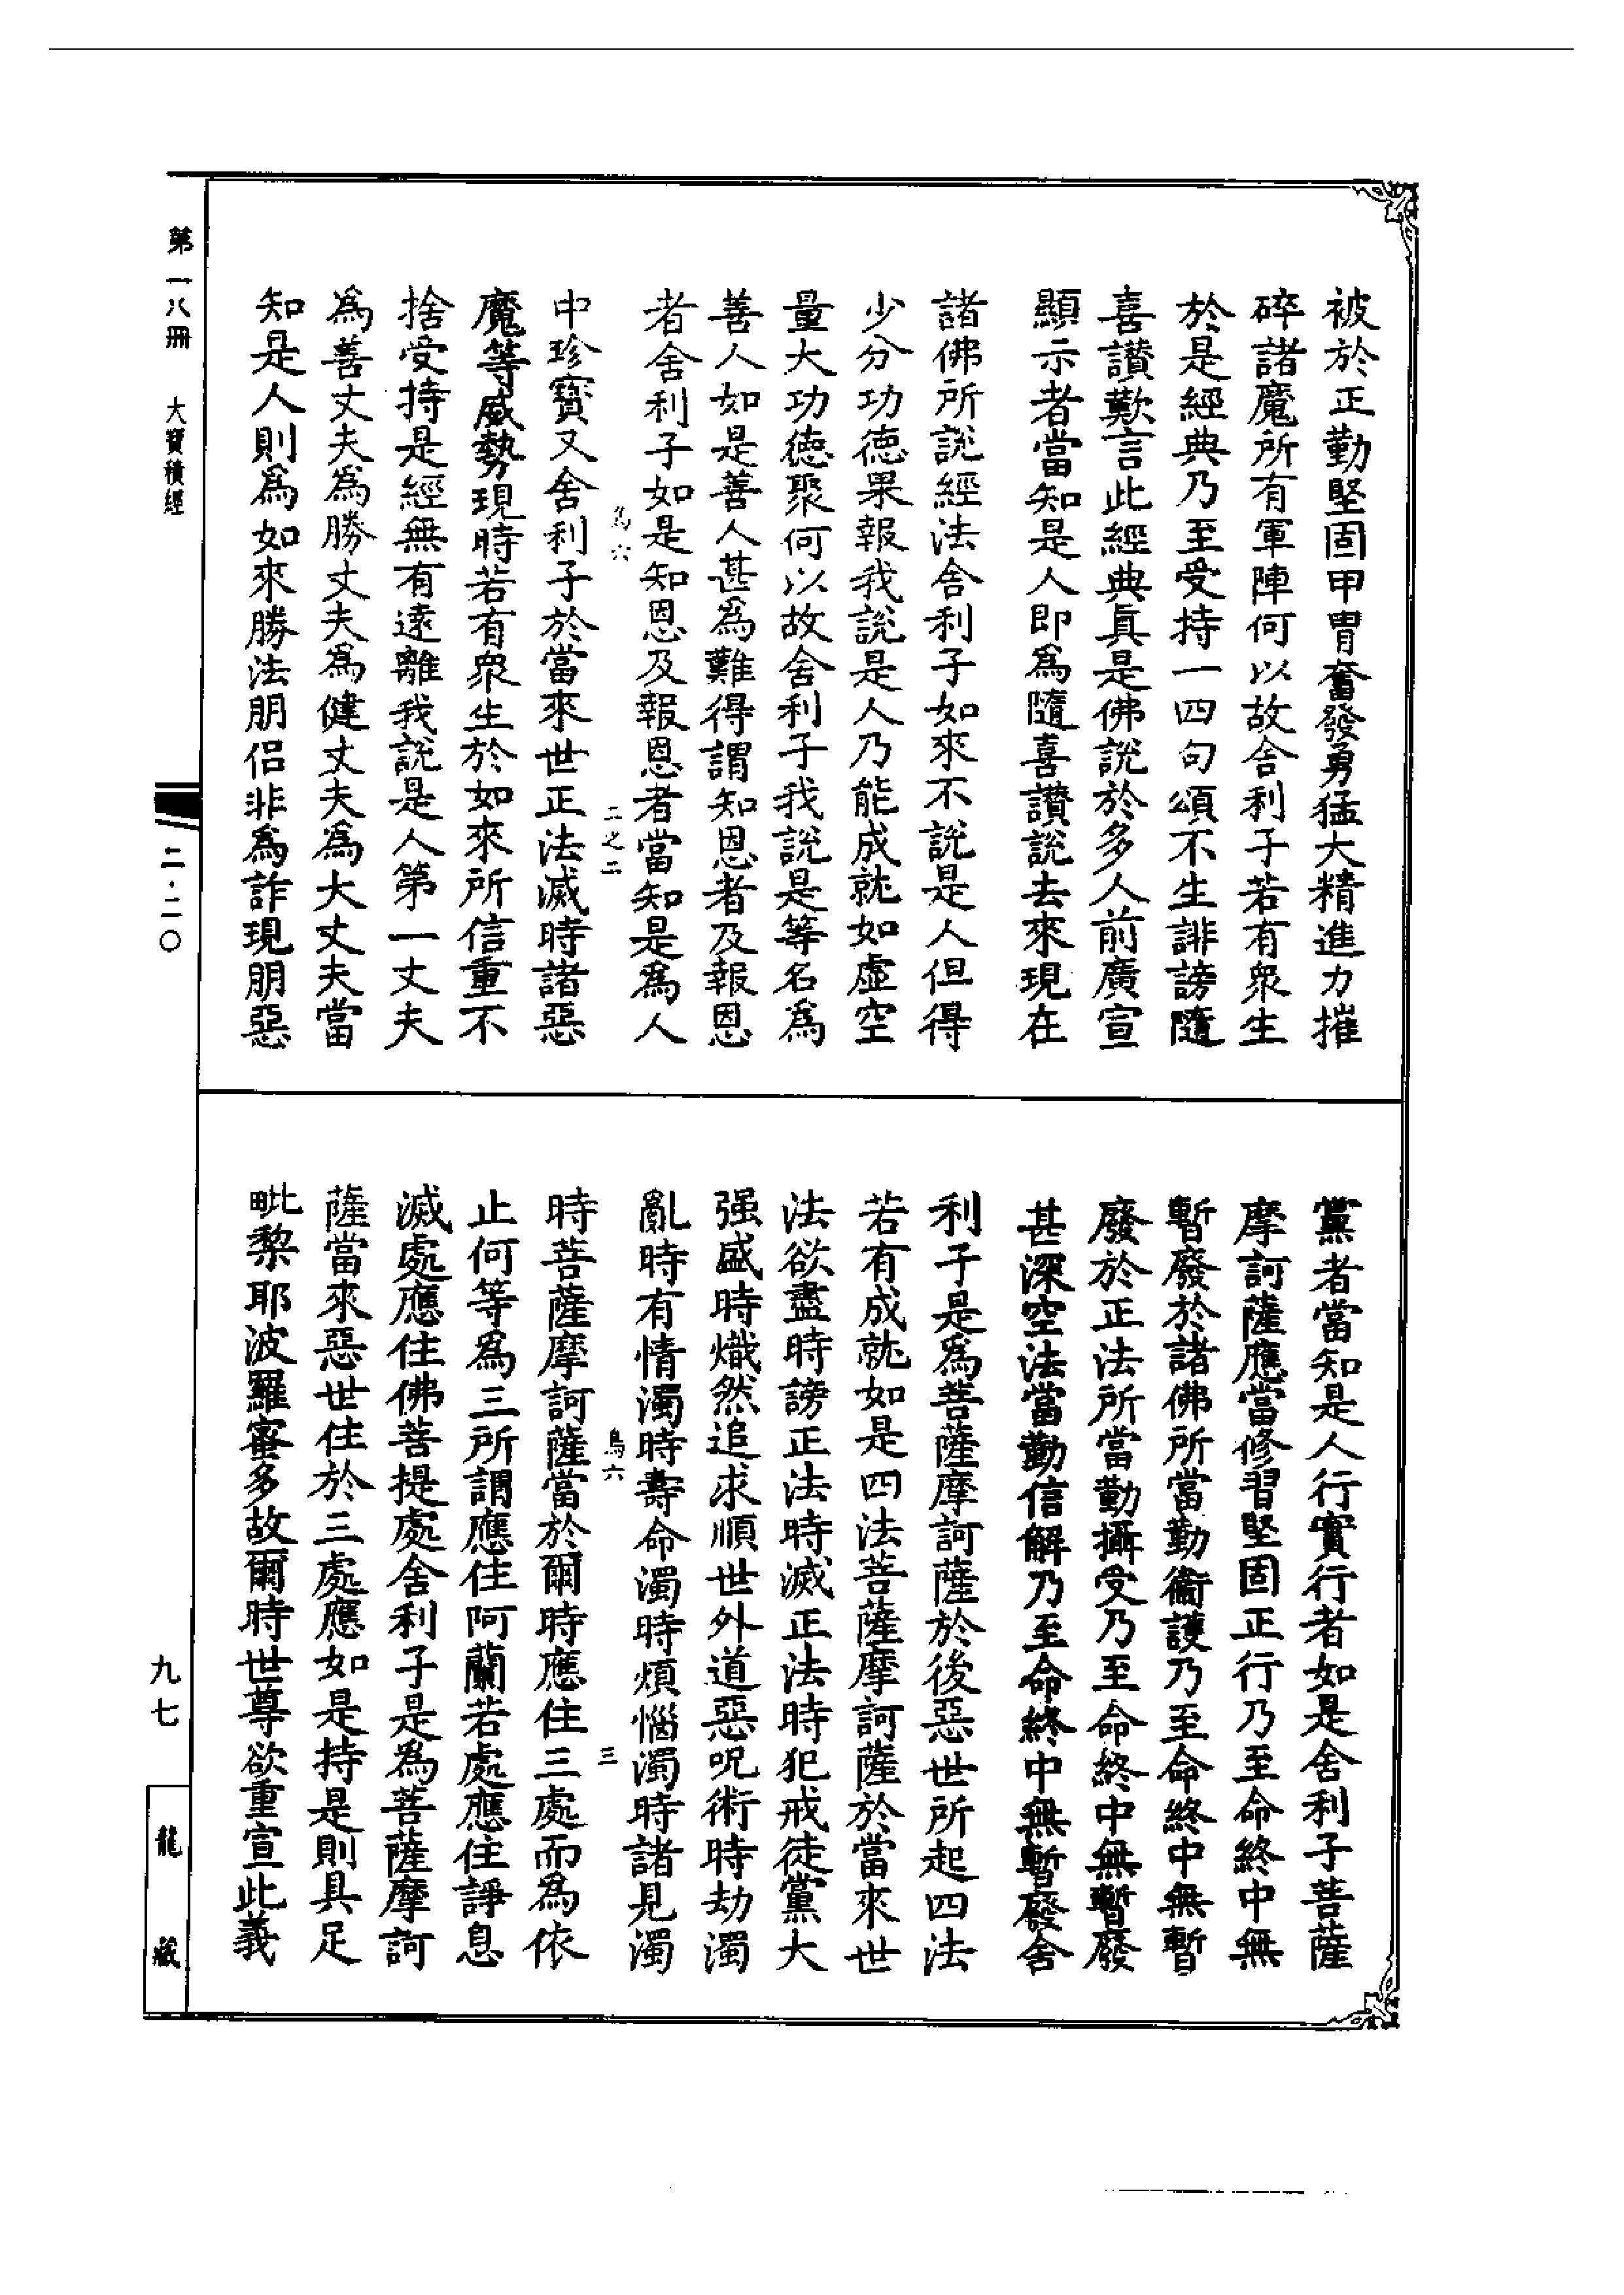 被於正勤堅固甲冑奮發勇猛大精進力摧
碎諸魔所有軍陣何以故舍利子若有衆生
於是經典乃至受持一四句頌不生誹謗隨
喜讚歎言此經典真是佛說於多人前廣宣
顯示者當知是人即爲隨喜讚說去來現在
諸佛所說經法舍利子如來不說是人但得
少分功德果報我說是人乃能成就如虛空
量大功德聚何以故舍利子我說是等名爲
善人如是善人甚爲難得謂知恩者及報恩
者舍利子如是知恩及報恩者當知是爲人
鳥六
二之二
中珍寶又舍利子於當來世正法滅時諸惡
魔等威勢現時若有衆生於如來所信重不
捨受持是經無有遠離我說是人第一丈夫
爲善丈夫爲勝丈夫爲健丈夫爲大丈夫當
知是人則爲如來勝法朋侶非爲詐現朋惡
黨者當知是人行實行者如是舍利子菩薩
摩訶薩應當修習堅固正行乃至命終中無
暫廢於諸佛所當勤衞護乃至命終中無暫
廢於正法所當勤攝受乃至命終中無暫廢
甚深空法當勤信解乃至命終中無暫廢舍
利子是爲菩薩摩訶薩於後惡世所起四法
若有成就如是四法菩薩摩訶薩於當來世
法欲盡時謗正法時滅正法時犯戒徒黨大
强盛時熾然追求順世外道惡呪術時劫濁
亂時有情濁時壽命濁時煩惱濁時諸見濁
鳥六
三
時菩薩摩訶薩當於爾時應住三處而爲依
止何等爲三所謂應住阿蘭若處應住諍息
滅處應住佛菩提處舍利子是爲菩薩摩訶
薩當來惡世住於三處應如是持是則具足
毗黎耶波羅蜜多故爾時世尊欲重宣此義
第一八冊 大寶積經
二·二〇
九七
龍藏